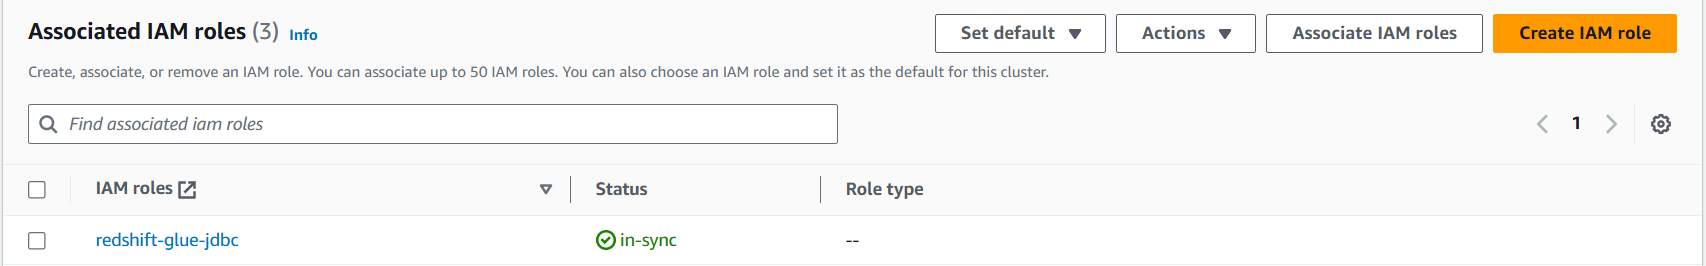 Associated IAM roles (3) Info
Set default Actions Associate IAM roles Create IAM role
Create, associate, or remove an IAM role. You can associate up to 50 IAM roles. You can also choose an IAM role and set it as the default for this cluster.
Find associated iam roles
1
IAM roles Status Role type
redshift-glue-jdbc in-sync --